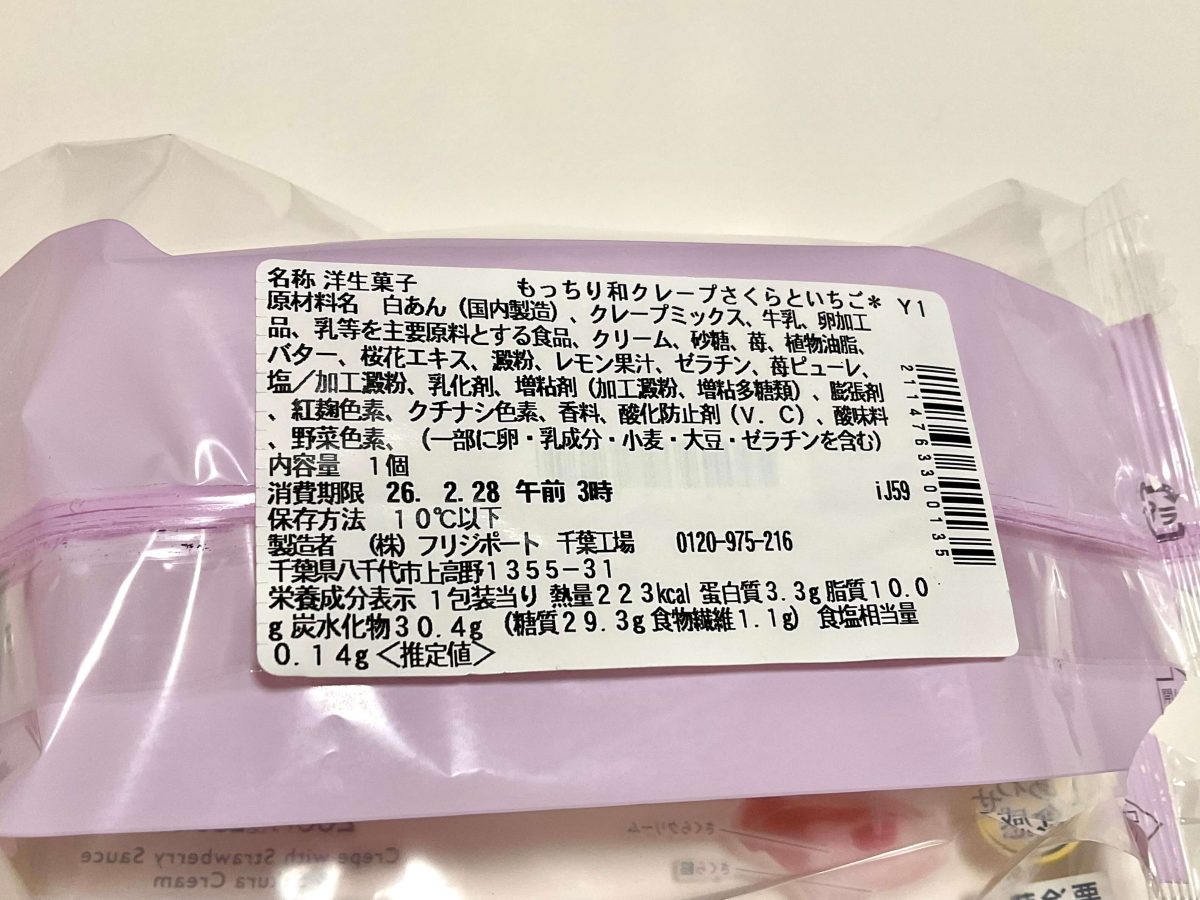 名称 洋生菓子 もっちり和クレープさくらといちご* Y1
原材料名 白あん（国内製造）、クレープミックス、牛乳、卵加工
品、乳等を主要原料とする食品、クリーム、砂糖、苺、植物油脂、
バター、桜花エキス、澱粉、レモン果汁、ゼラチン、苺ピューレ、
塩／加工澱粉、乳化剤、増粘剤（加工澱粉、増粘多糖類）、膨張剤
、紅麹色素、クチナシ色素、香料、酸化防止剤（V．C）、酸味料
、野菜色素、（一部に卵・乳成分・小麦・大豆・ゼラチンを含む）
内容量 1個
消費期限 26. 2.28 午前 3時 iJ59
保存方法 10℃以下
製造者 （株）フリジポート 千葉工場 0120-975-216
千葉県八千代市上高野1355-31
栄養成分表示 1包装当り 熱量223kcal 蛋白質3.3g 脂質10.0
g 炭水化物30.4g （糖質29.3g 食物繊維1.1g） 食塩相当量
0.14g＜推定値＞
2114763300135
さくらクリーム
Crepe with Strawberry Sauce